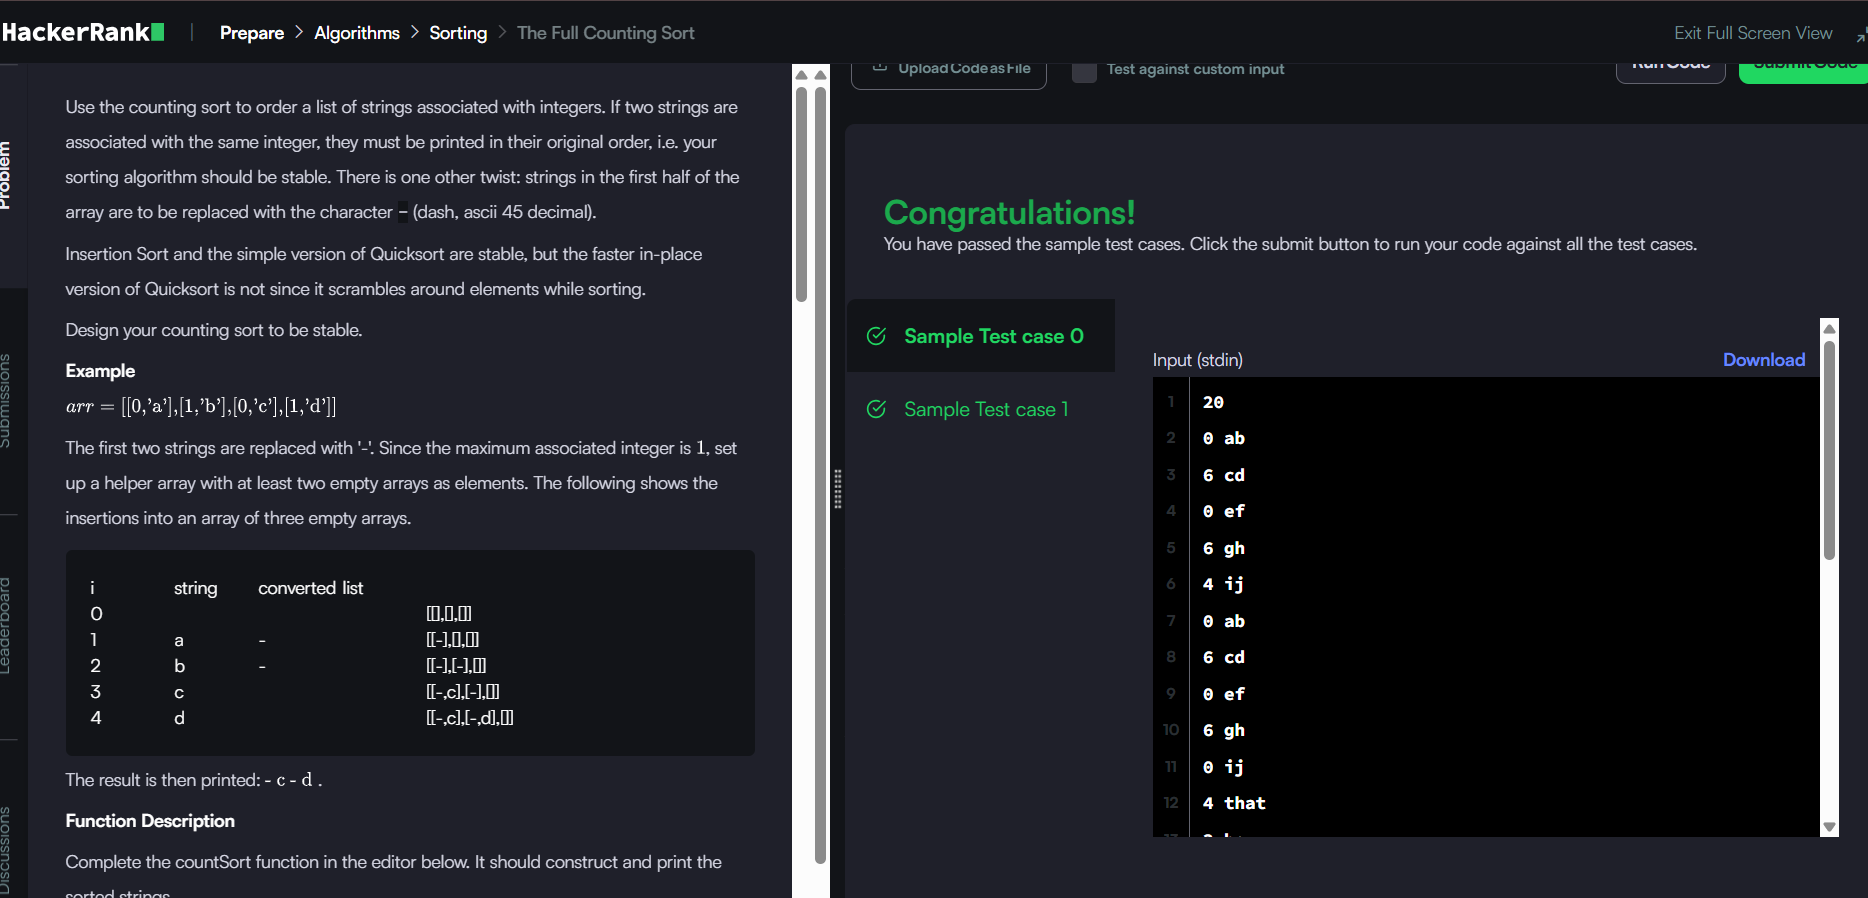 HackerRank
Prepare > Algorithms > Sorting > The Full Counting Sort
Exit Full Screen View
Problem
Submissions
Leaderboard
Discussions
Use the counting sort to order a list of strings associated with integers. If two strings are
associated with the same integer, they must be printed in their original order, i.e. your
sorting algorithm should be stable. There is one other twist: strings in the first half of the
array are to be replaced with the character - (dash, ascii 45 decimal).
Insertion Sort and the simple version of Quicksort are stable, but the faster in-place
version of Quicksort is not since it scrambles around elements while sorting.
Design your counting sort to be stable.
Example
arr = [[0,'a'],[1,'b'],[0,'c'],[1,'d']]
The first two strings are replaced with '-'. Since the maximum associated integer is 1, set
up a helper array with at least two empty arrays as elements. The following shows the
insertions into an array of three empty arrays.
i string converted list
0 [[],[],[]]
1 a - [[-],[],[]]
2 b - [[-],[-],[]]
3 c [[-,c],[-],[]]
4 d [[-,c],[-,d],[]]
The result is then printed: - c - d .
Function Description
Complete the countSort function in the editor below. It should construct and print the
sorted strings.
Upload Code as File
Test against custom input
Run Code
Submit Code
Congratulations!
You have passed the sample test cases. Click the submit button to run your code against all the test cases.
Sample Test case 0
Sample Test case 1
Input (stdin)
Download
1 20
2 0 ab
3 6 cd
4 0 ef
5 6 gh
6 4 ij
7 0 ab
8 6 cd
9 0 ef
10 6 gh
11 0 ij
12 4 that